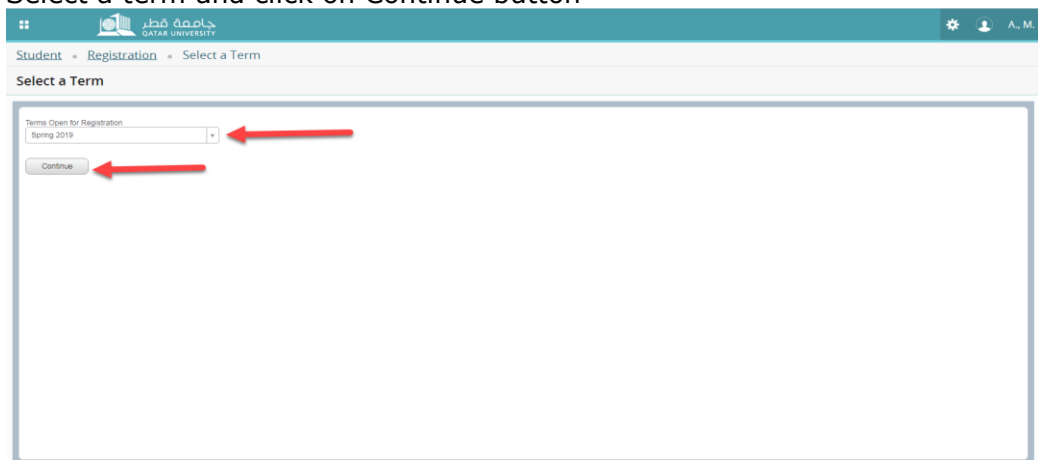 Select a term and click on Continue button
جامعة قطر
QATAR UNIVERSITY
A., M.
Student • Registration • Select a Term
Select a Term
Terms Open for Registration
Spring 2019
Continue